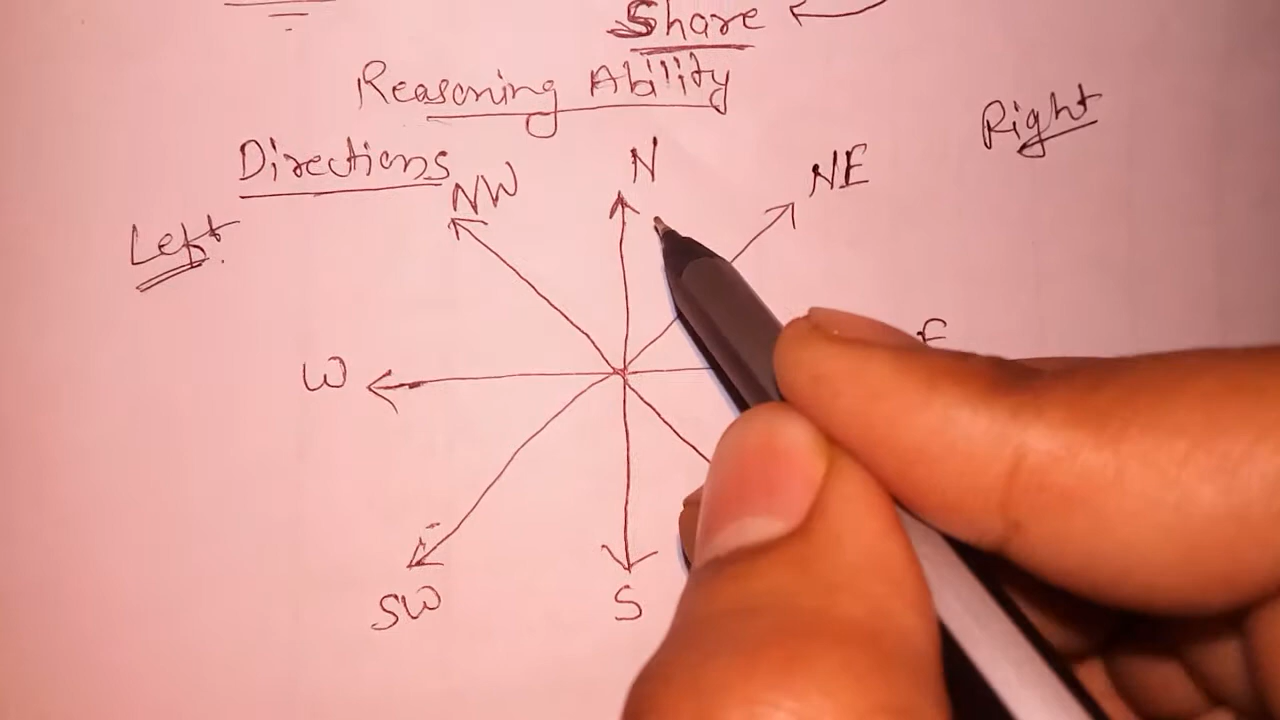 Share
Reasoning Ability
Right
Directions
NW
N
NE
Left
E
W
SW
S